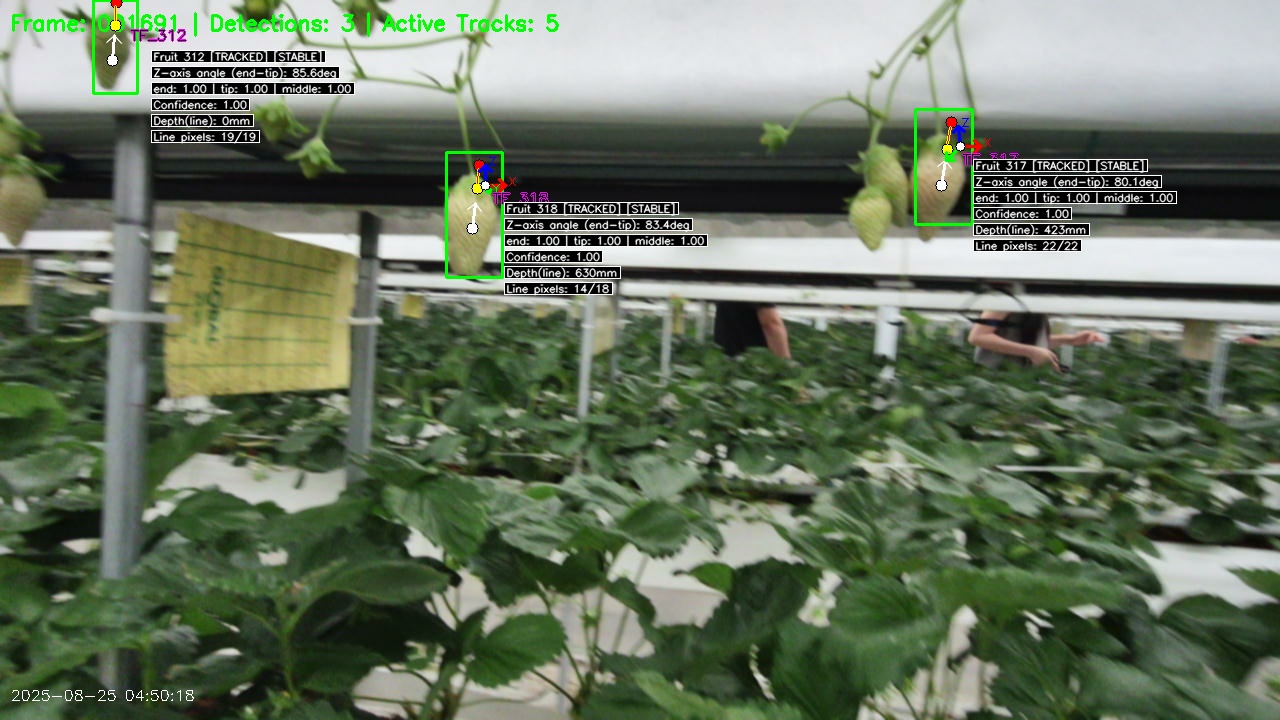 Frame: 001691 | Detections: 3 | Active Tracks: 5
TF_312
Fruit 312 [TRACKED] [STABLE]
Z-axis angle (end-tip): 85.6deg
end: 1.00 | tip: 1.00 | middle: 1.00
Confidence: 1.00
Depth(line): 0mm
Line pixels: 19/19
Z
X
TF_317
Fruit 317 [TRACKED] [STABLE]
Z-axis angle (end-tip): 80.1deg
end: 1.00 | tip: 1.00 | middle: 1.00
Confidence: 1.00
Depth(line): 423mm
Line pixels: 22/22
X
TF_318
Fruit 318 [TRACKED] [STABLE]
Z-axis angle (end-tip): 83.4deg
end: 1.00 | tip: 1.00 | middle: 1.00
Confidence: 1.00
Depth(line): 630mm
Line pixels: 14/18
2025-08-25 04:50:18